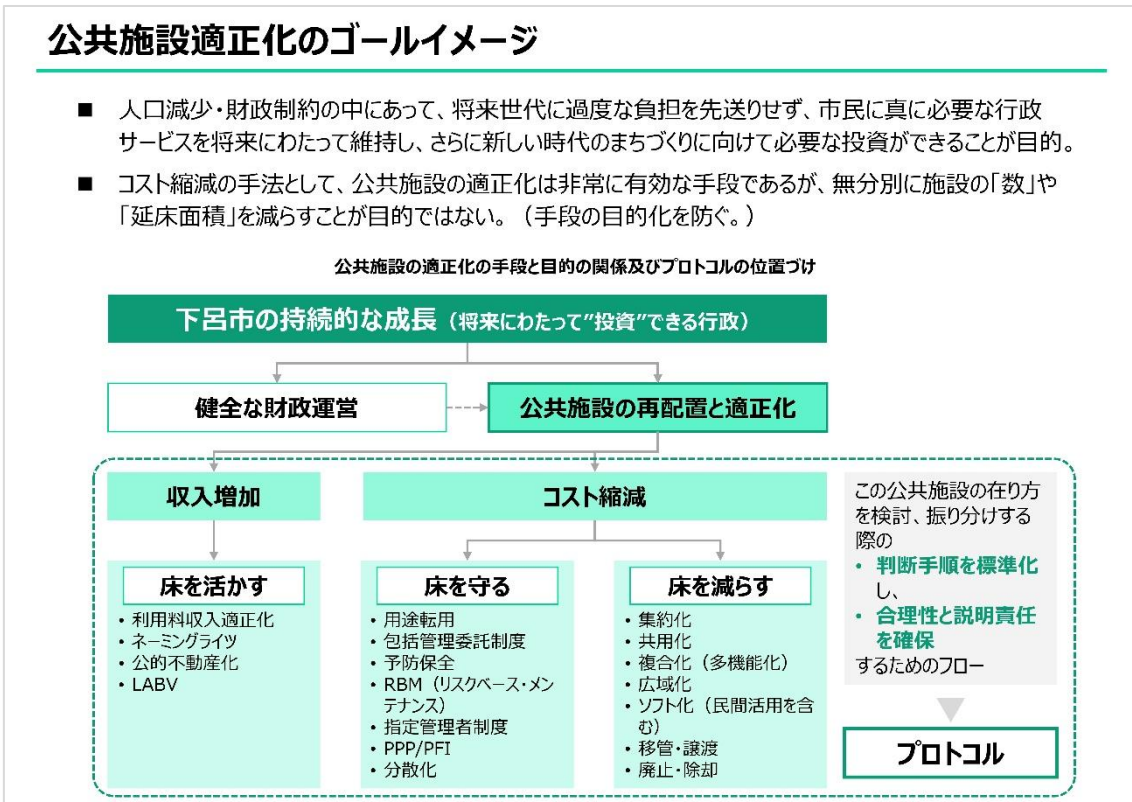 公共施設適正化のゴールイメージ
■ 人口減少・財政制約の中にあって、将来世代に過度な負担を先送りせず、市民に真に必要な行政
サービスを将来にわたって維持し、さらに新しい時代のまちづくりに向けて必要な投資ができることが目的。
■ コスト縮減の手法として、公共施設の適正化は非常に有効な手段であるが、無分別に施設の「数」や
「延床面積」を減らすことが目的ではない。（手段の目的化を防ぐ。）
公共施設の適正化の手段と目的の関係及びプロトコルの位置づけ
下呂市の持続的な成長（将来にわたって”投資”できる行政）
健全な財政運営
公共施設の再配置と適正化
収入増加
コスト縮減
床を活かす
・利用料収入適正化
・ネーミングライツ
・公的不動産化
・LABV
床を守る
・用途転用
・包括管理委託制度
・予防保全
・RBM（リスクベース・メン
テナンス）
・指定管理者制度
・PPP/PFI
・分散化
床を減らす
・集約化
・共用化
・複合化（多機能化）
・広域化
・ソフト化（民間活用を含
む）
・移管・譲渡
・廃止・除却
この公共施設の在り方
を検討、振り分けする
際の
・判断手順を標準化
し、
・合理性と説明責任
を確保
するためのフロー
プロトコル